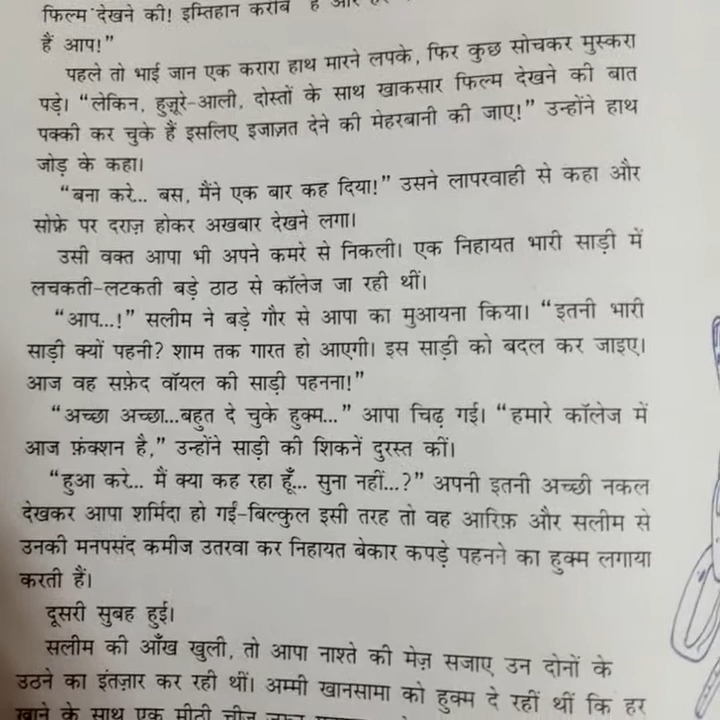 फिल्म देखने की! इम्तिहान करीब है और
हैं आप!”
पहले तो भाई जान एक करारा हाथ मारने लपके, फिर कुछ सोचकर मुस्करा
पड़े। “लेकिन, हुज़ूरे-आली, दोस्तों के साथ खाकसार फिल्म देखने की बात
पक्की कर चुके हैं इसलिए इजाज़त देने की मेहरबानी की जाए!” उन्होंने हाथ
जोड़ के कहा।
“बना करे... बस, मैंने एक बार कह दिया!” उसने लापरवाही से कहा और
सोफ़े पर दराज़ होकर अखबार देखने लगा।
उसी वक्त आपा भी अपने कमरे से निकली। एक निहायत भारी साड़ी में
लचकती-लटकती बड़े ठाठ से कॉलेज जा रही थीं।
“आप...!” सलीम ने बड़े गौर से आपा का मुआयना किया। “इतनी भारी
साड़ी क्यों पहनी? शाम तक गारत हो आएगी। इस साड़ी को बदल कर जाइए।
आज वह सफ़ेद वॉयल की साड़ी पहनना!”
“अच्छा अच्छा...बहुत दे चुके हुक्म...” आपा चिढ़ गई। “हमारे कॉलेज में
आज फ़ंक्शन है,” उन्होंने साड़ी की शिकनें दुरस्त कीं।
“हुआ करे... मैं क्या कह रहा हूँ... सुना नहीं...?” अपनी इतनी अच्छी नकल
देखकर आपा शर्मिदा हो गईं-बिल्कुल इसी तरह तो वह आरिफ़ और सलीम से
उनकी मनपसंद कमीज उतरवा कर निहायत बेकार कपड़े पहनने का हुक्म लगाया
करती हैं।
दूसरी सुबह हुई।
सलीम की आँख खुली, तो आपा नाश्ते की मेज़ सजाए उन दोनों के
उठने का इंतज़ार कर रही थीं। अम्मी खानसामा को हुक्म दे रहीं थीं कि हर
खाने के साथ एक मीठी चीज़